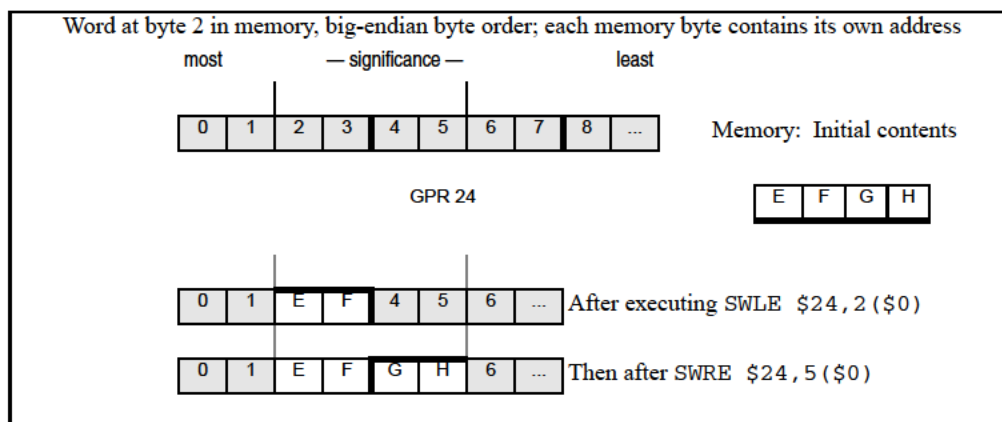 Word at byte 2 in memory, big-endian byte order; each memory byte contains its own address
most — significance — least
0 1 2 3 4 5 6 7 8 ... Memory: Initial contents
GPR 24 E F G H
0 1 E F 4 5 6 ... After executing SWLE $24,2($0)
0 1 E F G H 6 ... Then after SWRE $24,5($0)